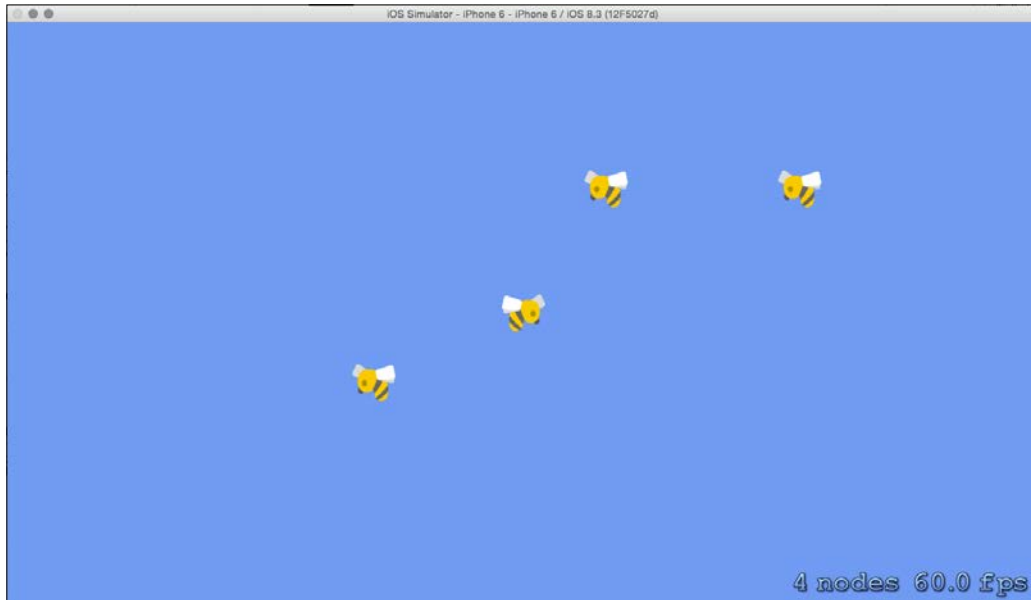 iOS Simulator - iPhone 6 - iPhone 6 / iOS 8.3 (12F5027d)
4 nodes 60.0 fps